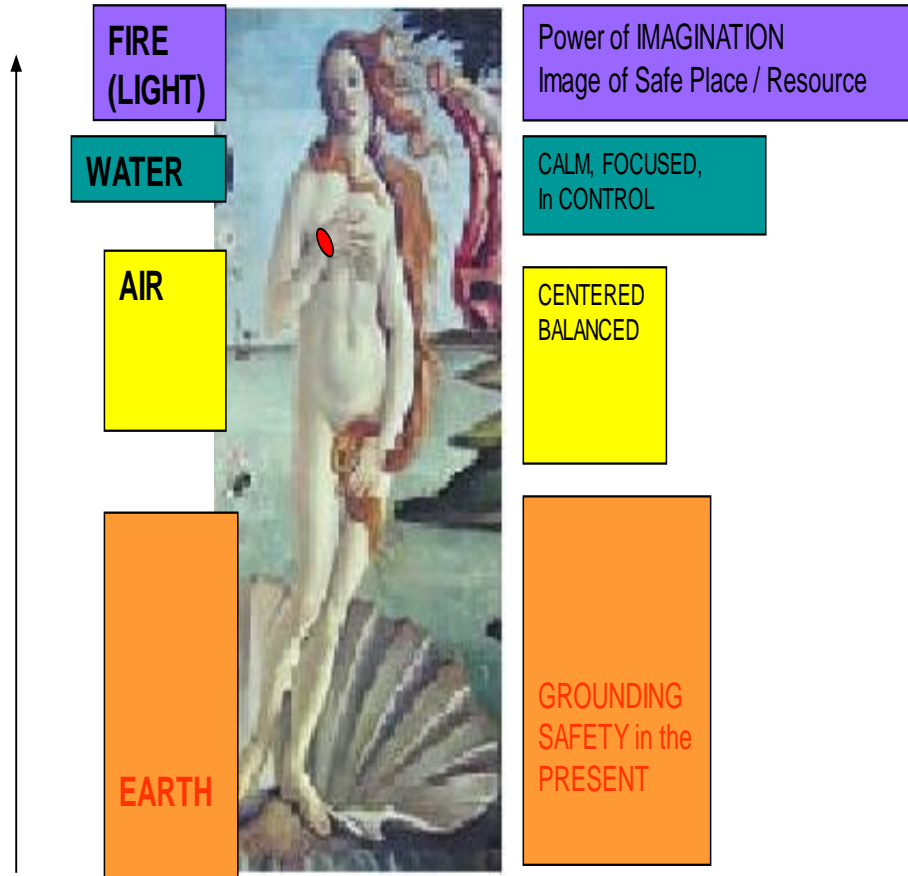 FIRE
(LIGHT)
Power of IMAGINATION
Image of Safe Place / Resource
WATER
CALM, FOCUSED,
In CONTROL
AIR
CENTERED
BALANCED
EARTH
GROUNDING
SAFETY in the
PRESENT